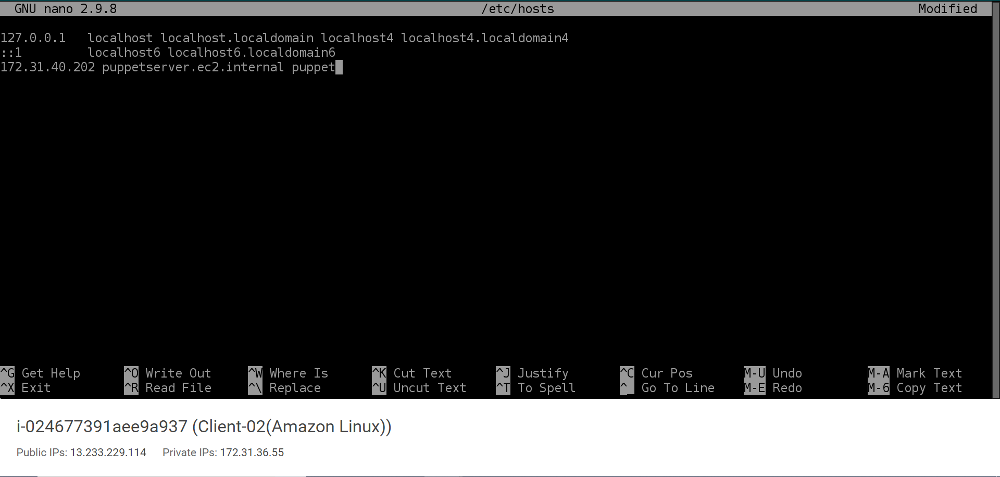 GNU nano 2.9.8 /etc/hosts Modified
127.0.0.1 localhost localhost.localdomain localhost4 localhost4.localdomain4
::1 localhost6 localhost6.localdomain6
172.31.40.202 puppetserver.ec2.internal puppet
^G Get Help ^O Write Out ^W Where Is ^K Cut Text ^J Justify ^C Cur Pos M-U Undo M-A Mark Text
^X Exit ^R Read File ^\ Replace ^U Uncut Text ^T To Spell ^_ Go To Line M-E Redo M-6 Copy Text
i-024677391aee9a937 (Client-02(Amazon Linux))
Public IPs: 13.233.229.114 Private IPs: 172.31.36.55